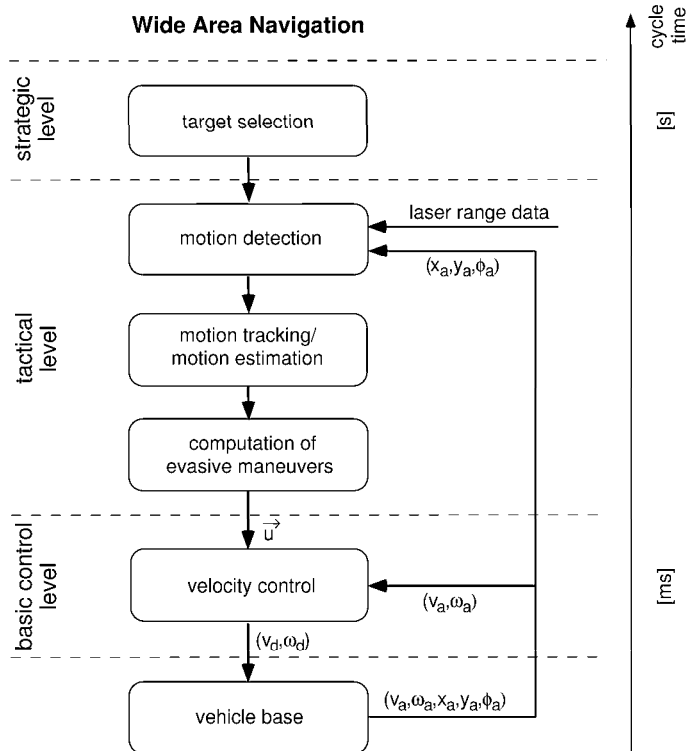 Wide Area Navigation
cycle
time
strategic
level
target selection
[s]
laser range data
motion detection
(xₐ,yₐ,ϕₐ)
tactical
level
motion tracking/
motion estimation
computation of
evasive maneuvers
u⃗
basic control
level
velocity control
(vₐ,ωₐ)
[ms]
(v_d,ω_d)
vehicle base
(vₐ,ωₐ,xₐ,yₐ,ϕₐ)